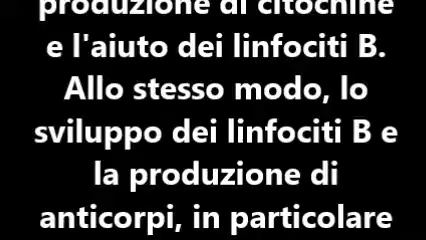 produzione di citochine
e l'aiuto dei linfociti B.
Allo stesso modo, lo
sviluppo dei linfociti B e
la produzione di
anticorpi, in particolare